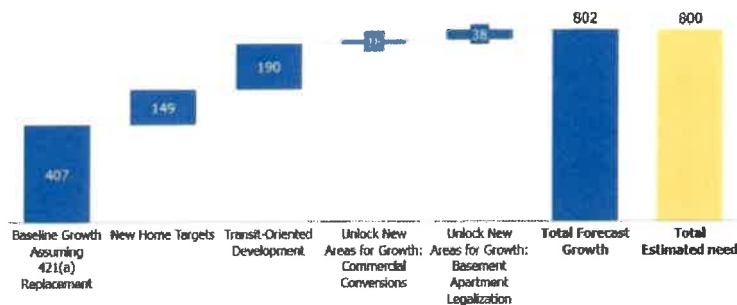 802
800
38
190
149
407
Baseline Growth
Assuming
421(a)
Replacement
New Home Targets
Transit-Oriented
Development
Unlock New
Areas for Growth:
Commercial
Conversions
Unlock New
Areas for Growth:
Basement
Apartment
Legalization
Total Forecast
Growth
Total
Estimated need